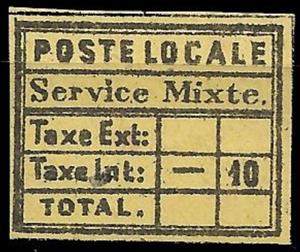 POSTE LOCALE
Service Mixte.
Taxe Ext:
Taxe Int: — 10
TOTAL.